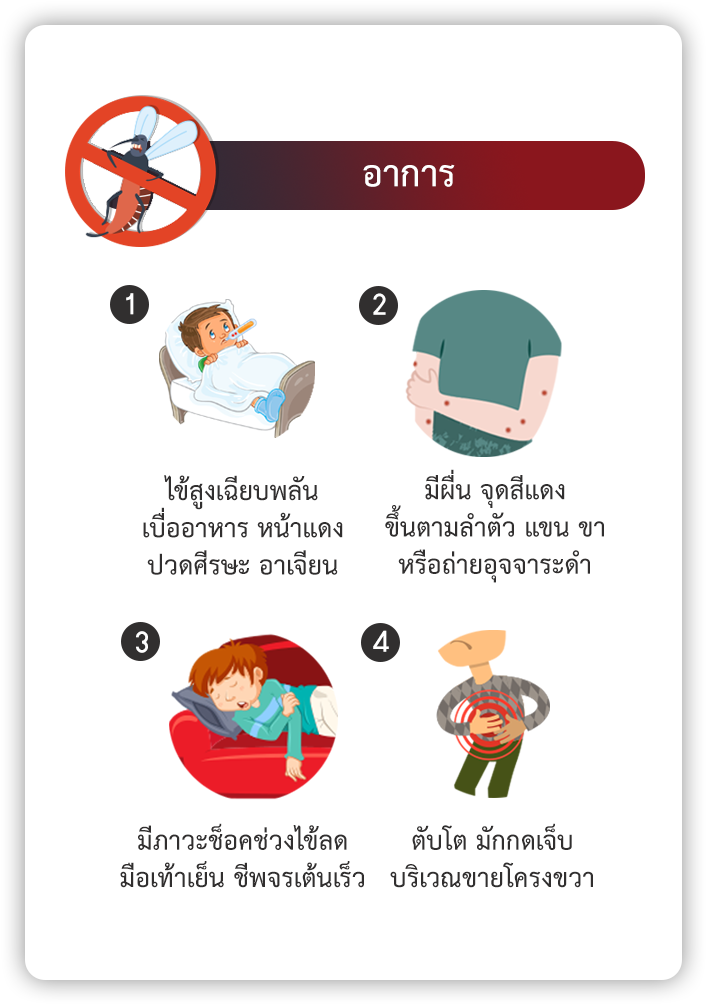 อาการ
1
ไข้สูงเฉียบพลัน
เบื่ออาหาร หน้าแดง
ปวดศีรษะ อาเจียน
2
มีผื่น จุดสีแดง
ขึ้นตามลำตัว แขน ขา
หรือถ่ายอุจจาระดำ
3
มีภาวะช็อคช่วงไข้ลด
มือเท้าเย็น ชีพจรเต้นเร็ว
4
ตับโต มักกดเจ็บ
บริเวณขายโครงขวา